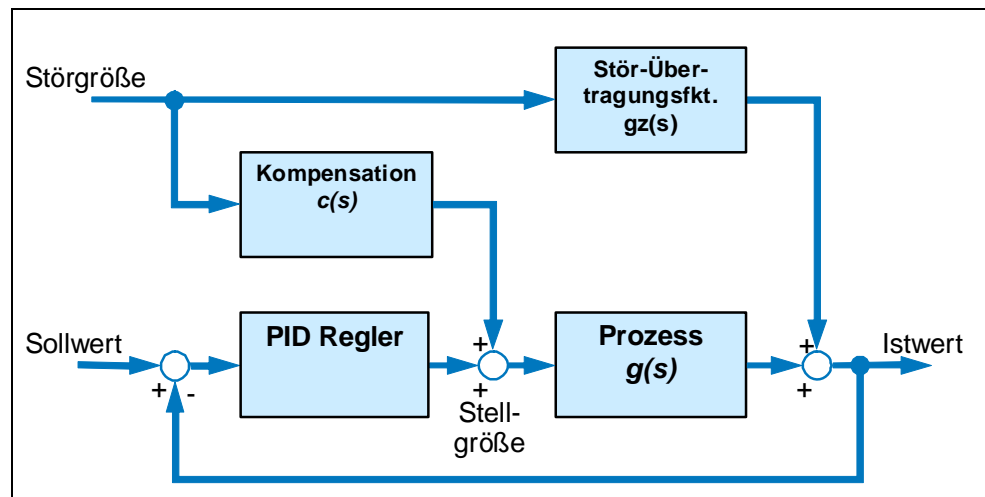 Störgröße
Stör-Über-
tragungsfkt.
gz(s)
Kompensation
c(s)
Sollwert
PID Regler
Prozess
g(s)
Istwert
+
-
+
+
+
+
Stell-
größe